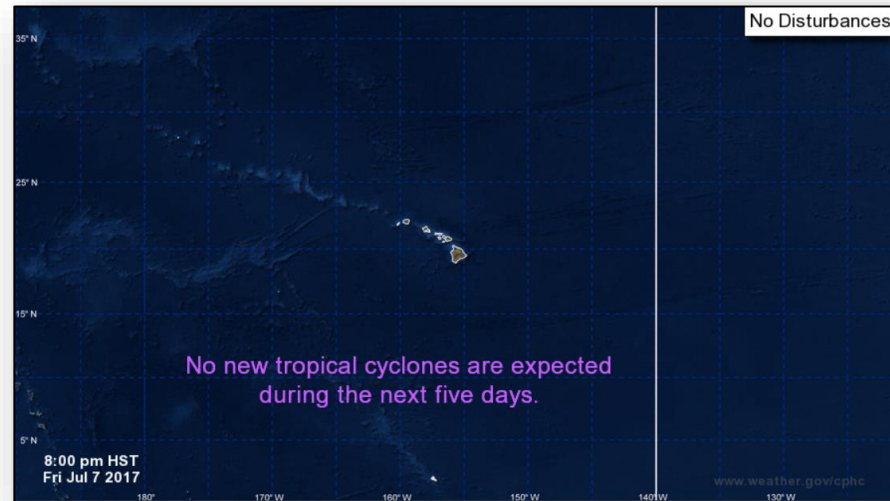 No Disturbances
35° N
25° N
15° N
No new tropical cyclones are expected
during the next five days.
5° N
8:00 pm HST
Fri Jul 7 2017
www.weather.gov/cphc
180°
170° W
160° W
150° W
140° W
130° W